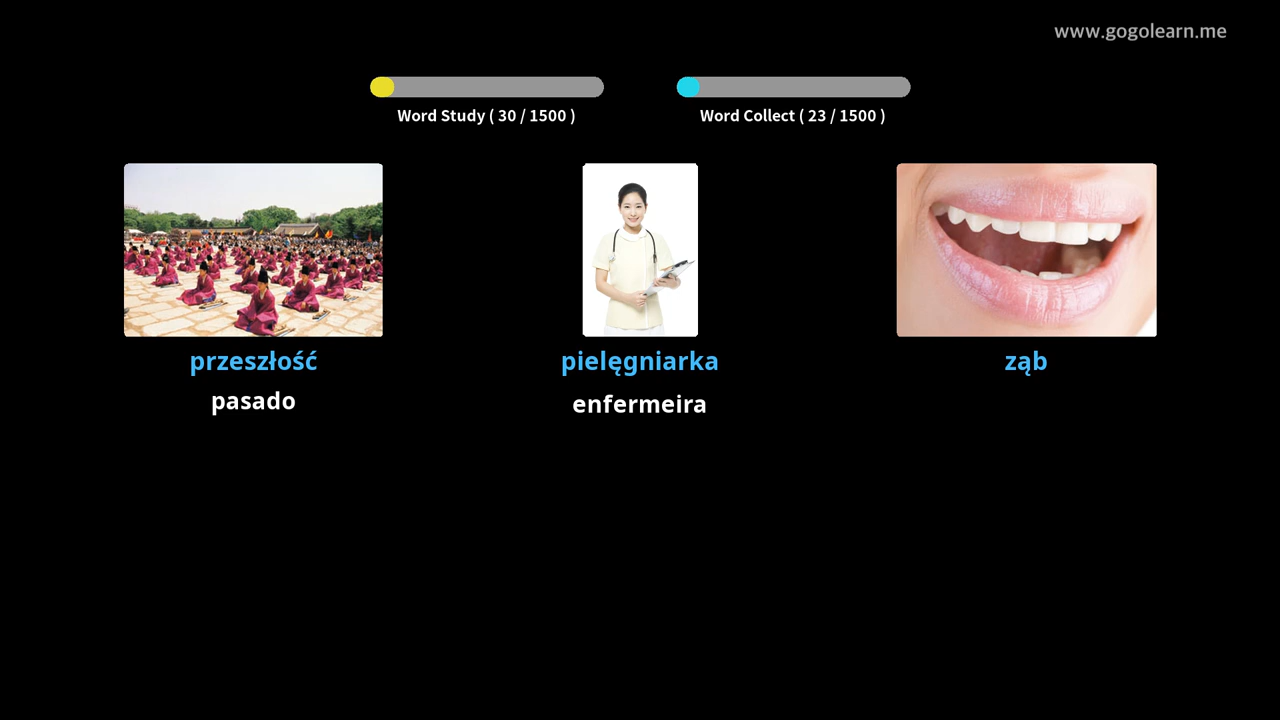 www.gogolearn.me
Word Study ( 30 / 1500 )
Word Collect ( 23 / 1500 )
przeszłość
pielęgniarka
ząb
pasado
enfermeira